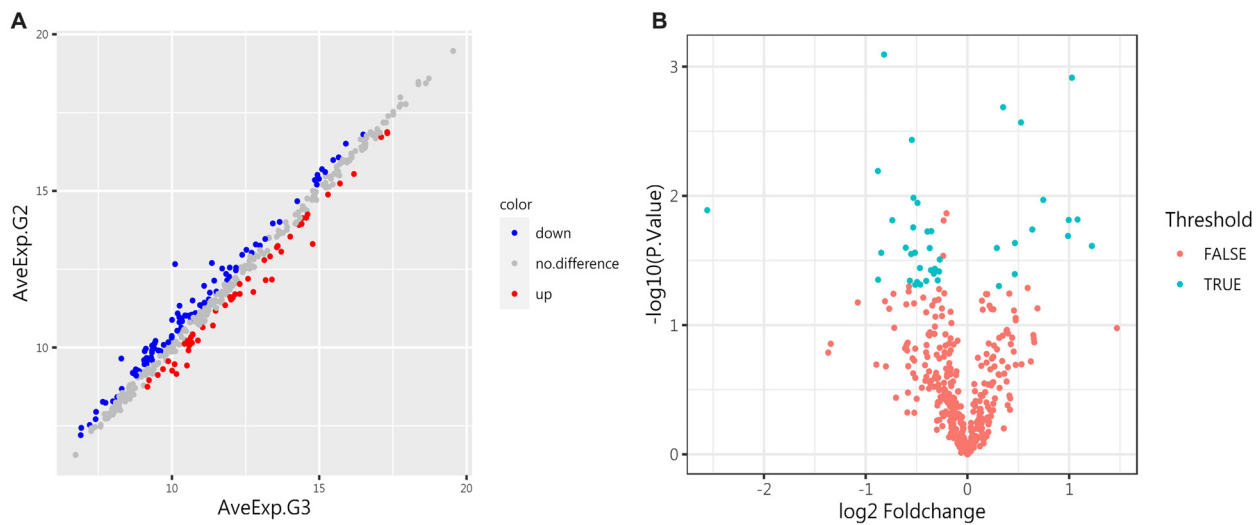 A
20
15
10
AveExp.G2
10
15
20
AveExp.G3
color
down
no.difference
up
B
3
2
1
0
-log10(P.Value)
-2
-1
0
1
log2 Foldchange
Threshold
FALSE
TRUE